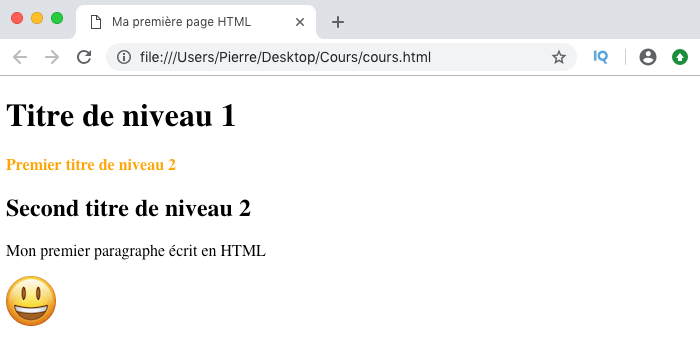 Ma première page HTML
file:///Users/Pierre/Desktop/Cours/cours.html
IQ
Titre de niveau 1
Premier titre de niveau 2
Second titre de niveau 2
Mon premier paragraphe écrit en HTML